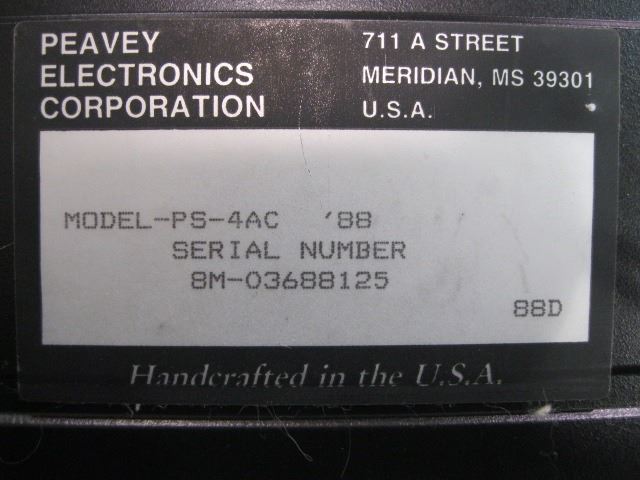 PEAVEY
ELECTRONICS
CORPORATION
711 A STREET
MERIDIAN, MS 39301
U.S.A.
MODEL-PS-4AC '88
SERIAL NUMBER
8M-03688125
88D
Handcrafted in the U.S.A.